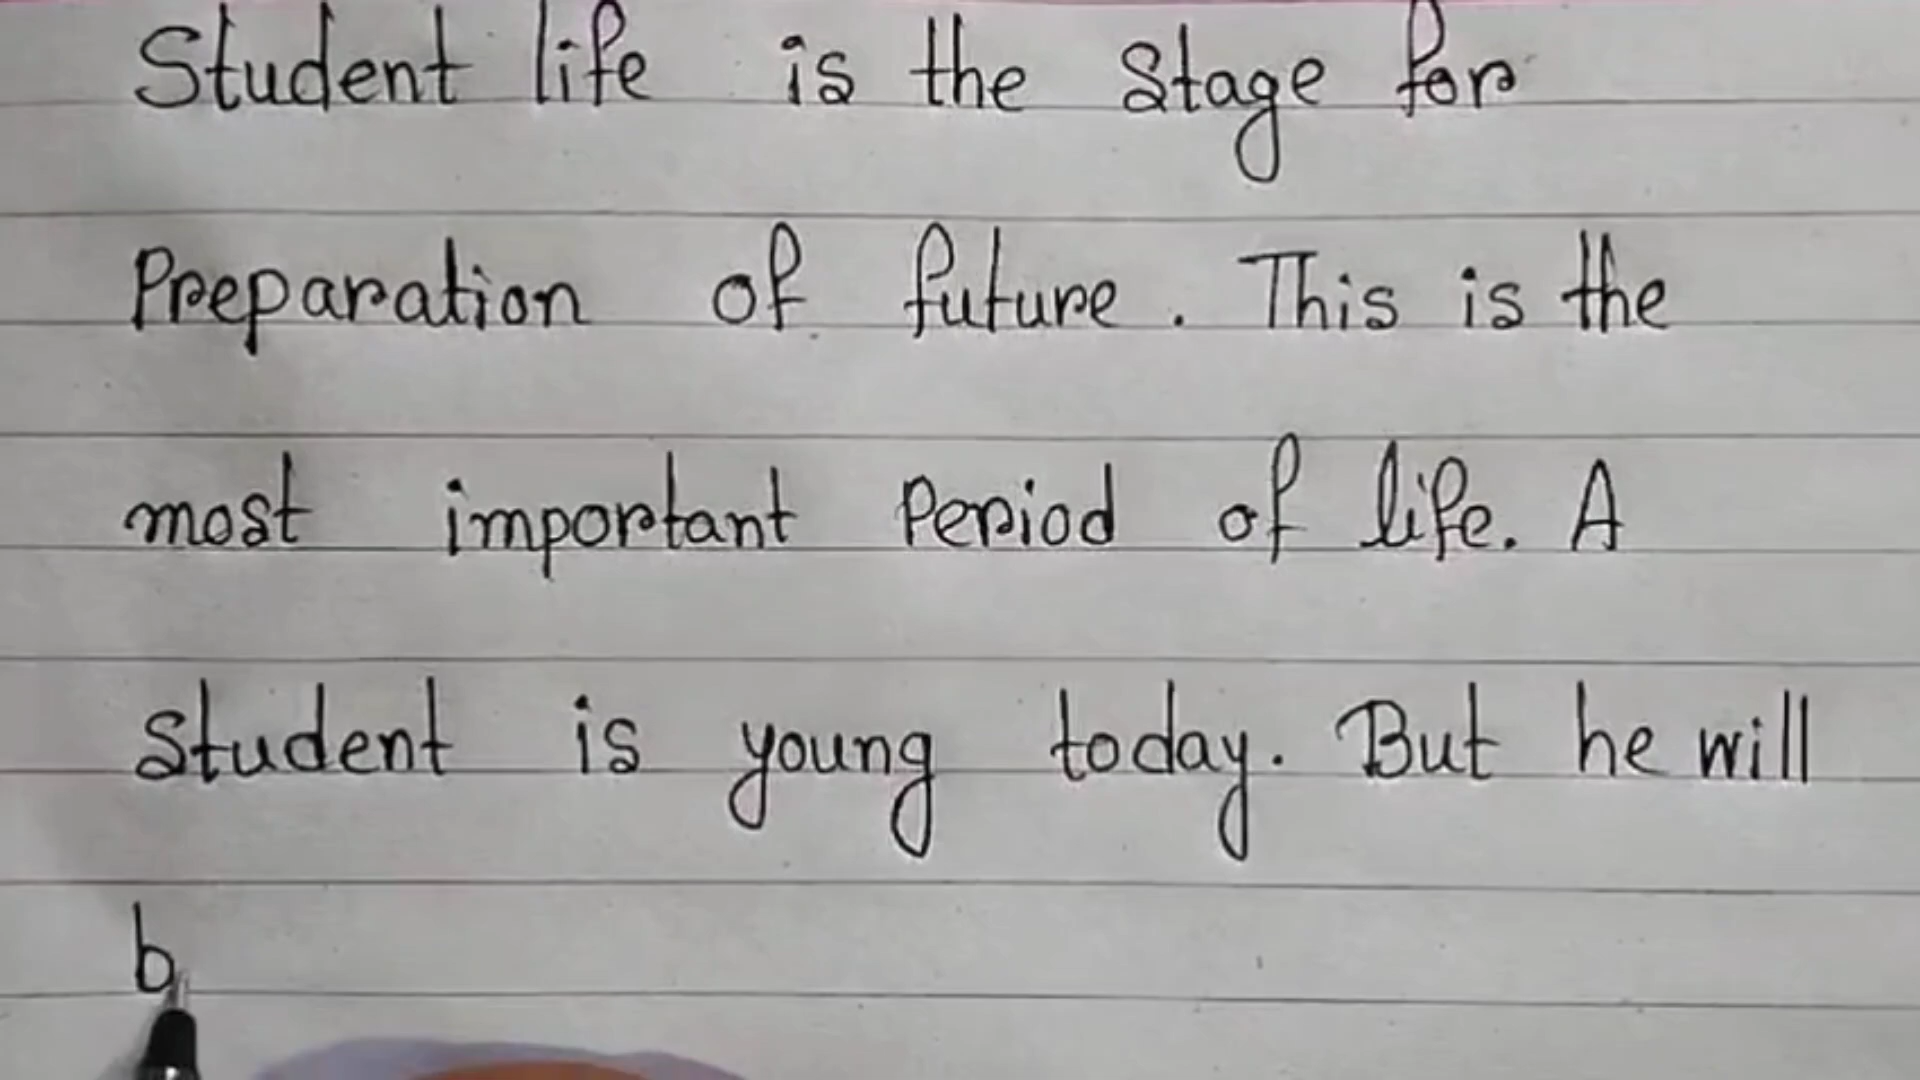 Student life is the stage for
Preparation of future. This is the
most important Period of life. A
student is young today. But he will
b